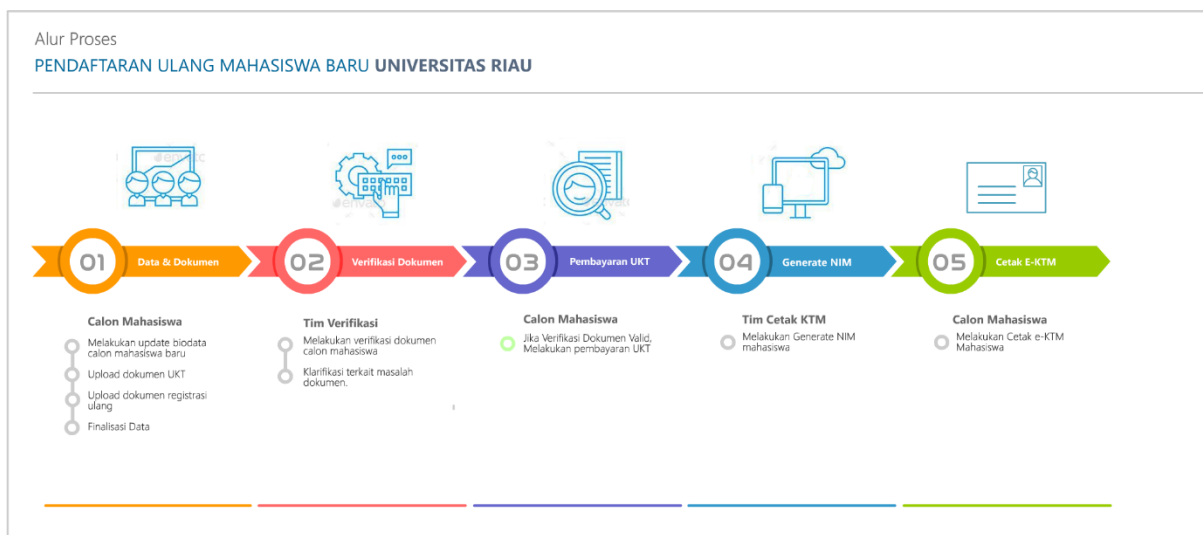 Alur Proses
PENDAFTARAN ULANG MAHASISWA BARU UNIVERSITAS RIAU
envato
envato
envato
01
Data & Dokumen
02
Verifikasi Dokumen
03
Pembayaran UKT
04
Generate NIM
05
Cetak E-KTM
Calon Mahasiswa
Melakukan update biodata
calon mahasiswa baru
Upload dokumen UKT
Upload dokumen registrasi
ulang
Finalisasi Data
Tim Verifikasi
Melakukan verifikasi dokumen
calon mahasiswa
Klarifikasi terkait masalah
dokumen.
Calon Mahasiswa
Jika Verifikasi Dokumen Valid,
Melakukan pembayaran UKT
Tim Cetak KTM
Melakukan Generate NIM
mahasiswa
Calon Mahasiswa
Melakukan Cetak e-KTM
Mahasiswa